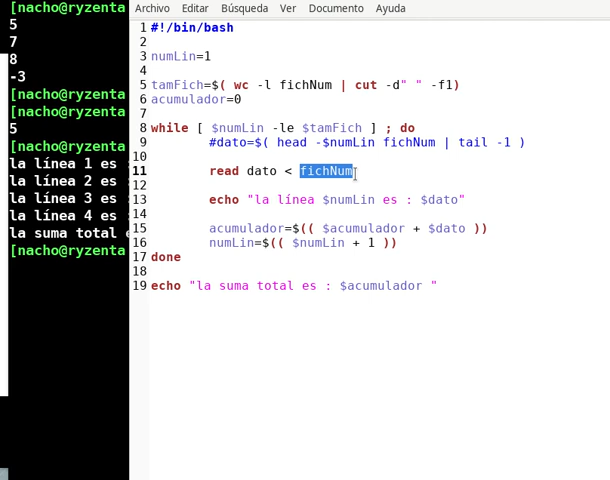 Archivo Editar Búsqueda Ver Documento Ayuda
[nacho@ryzenta
5
7
8
-3
[nacho@ryzenta
[nacho@ryzenta
5
[nacho@ryzenta
la línea 1 es :
la línea 2 es
la línea 3 es
la línea 4 es :
la suma total e
[nacho@ryzenta
1 #!/bin/bash
2
3 numLin=1
4
5 tamFich=$( wc -l fichNum | cut -d" " -f1)
6 acumulador=0
7
8 while [ $numLin -le $tamFich ] ; do
9 #dato=$( head -$numLin fichNum | tail -1 )
10
11 read dato < fichNum
12
13 echo "la línea $numLin es : $dato"
14
15 acumulador=$(( $acumulador + $dato ))
16 numLin=$(( $numLin + 1 ))
17 done
18
19 echo "la suma total es : $acumulador "